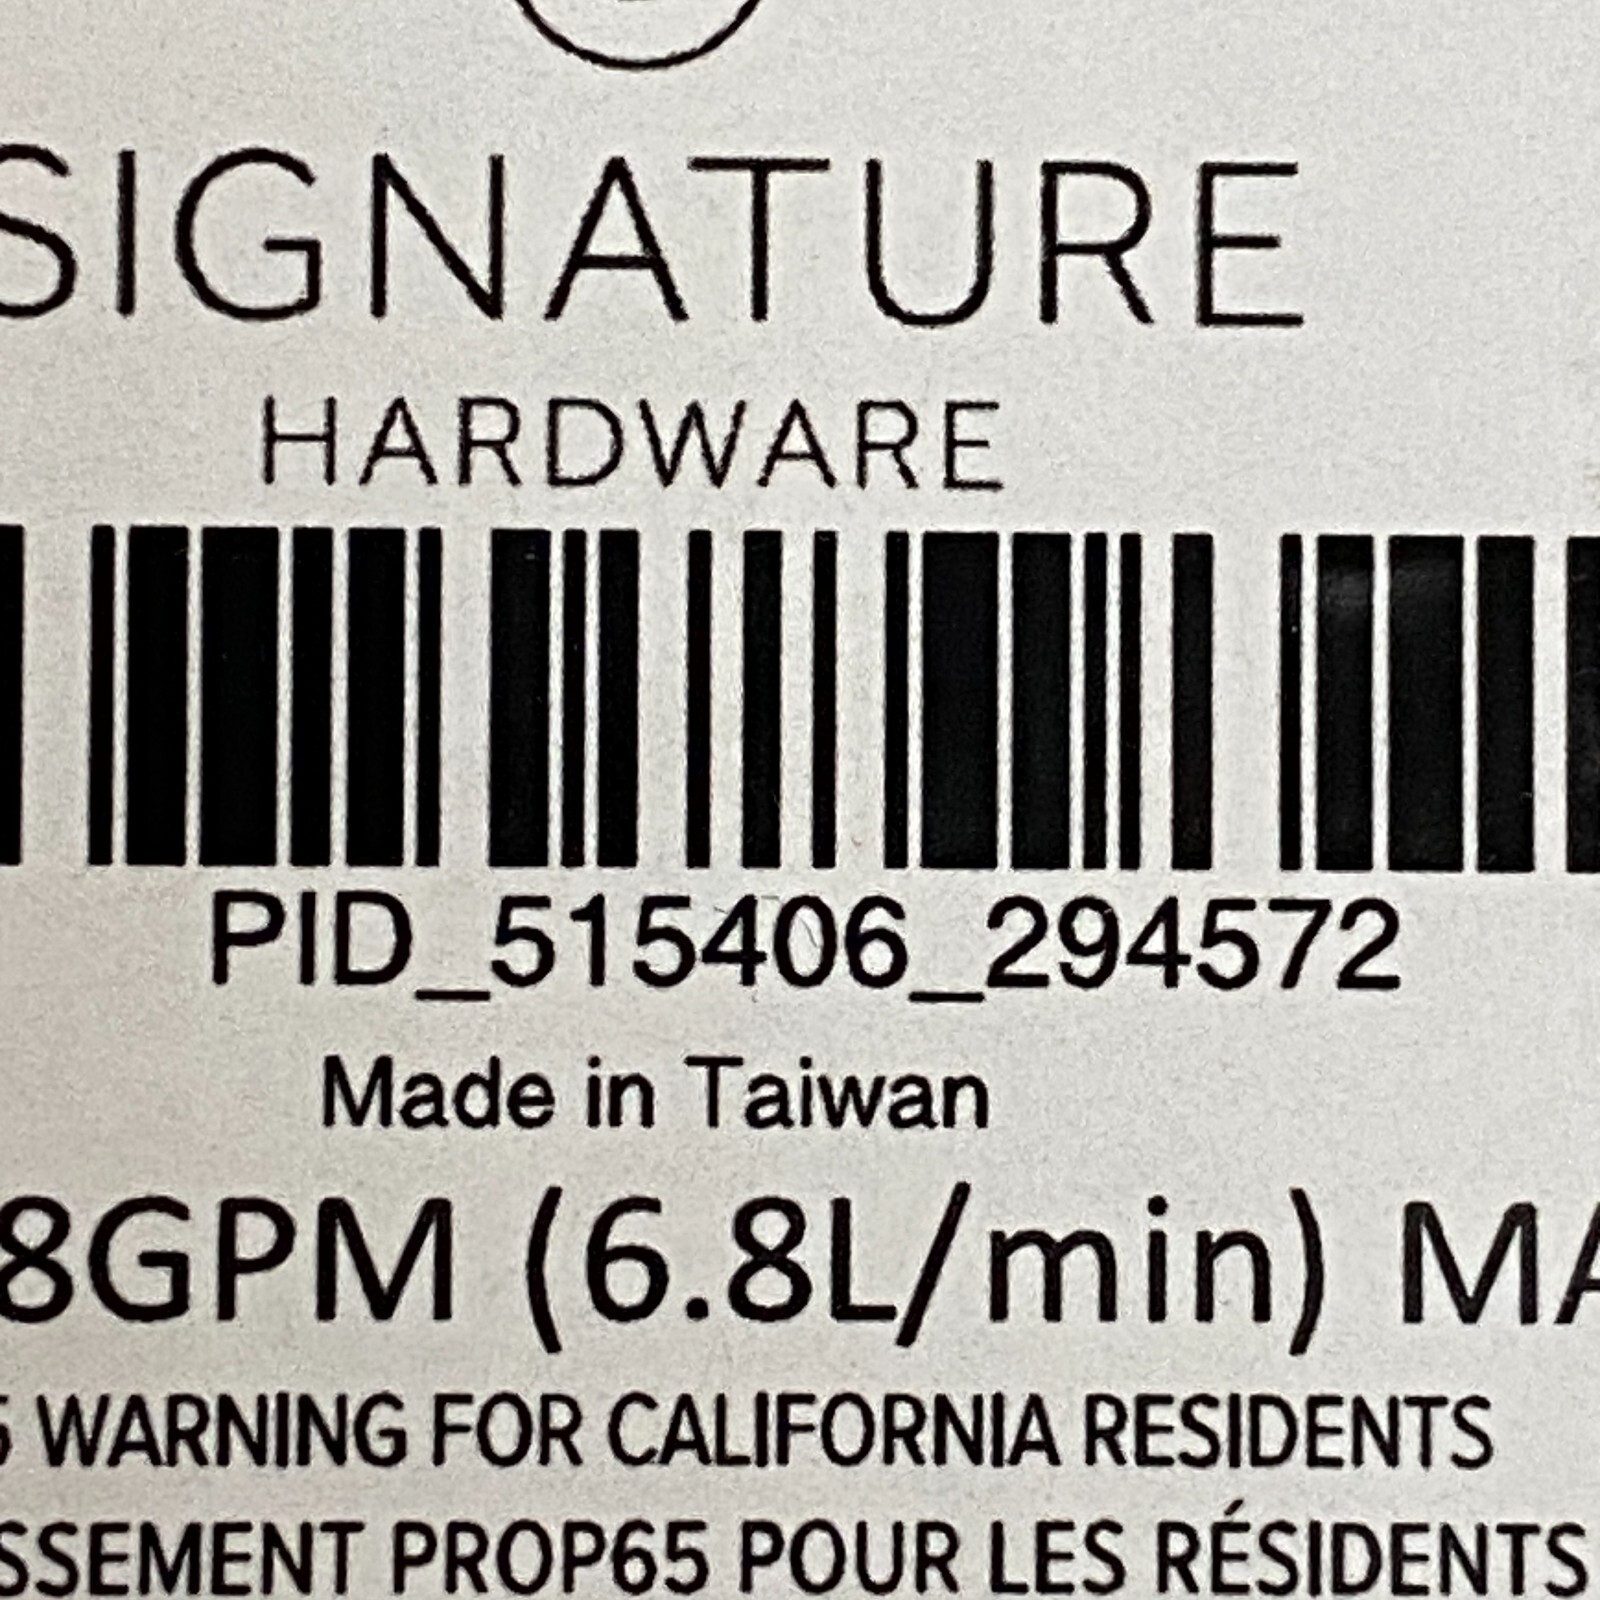 SIGNATURE
HARDWARE
PID_515406_294572
Made in Taiwan
8GPM (6.8L/min) MA
5 WARNING FOR CALIFORNIA RESIDENTS
SSEMENT PROP65 POUR LES RÉSIDENTS